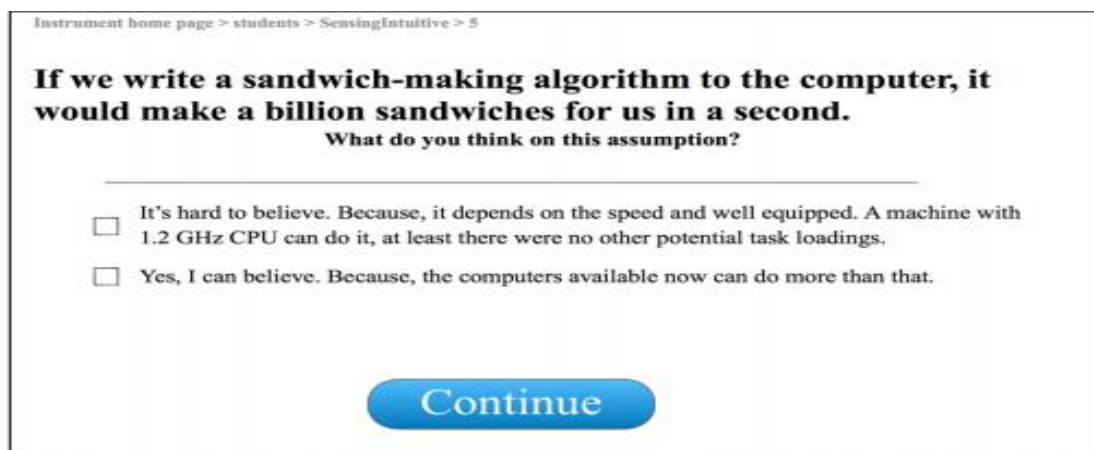 Instrument home page > students > SensingIntuitive > 5
If we write a sandwich-making algorithm to the computer, it
would make a billion sandwiches for us in a second.
What do you think on this assumption?
It's hard to believe. Because, it depends on the speed and well equipped. A machine with
1.2 GHz CPU can do it, at least there were no other potential task loadings.
Yes, I can believe. Because, the computers available now can do more than that.
Continue